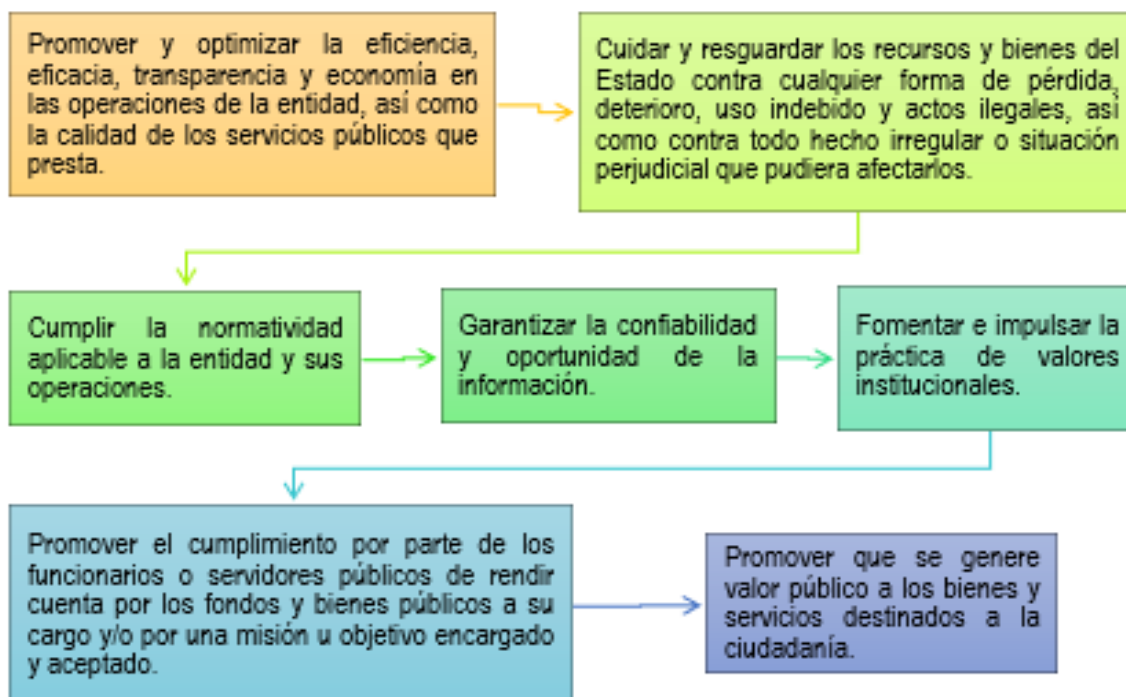 Promover y optimizar la eficiencia,
eficacia, transparencia y economía en
las operaciones de la entidad, así como
la calidad de los servicios públicos que
presta.
Cuidar y resguardar los recursos y bienes del
Estado contra cualquier forma de pérdida,
deterioro, uso indebido y actos ilegales, así
como contra todo hecho irregular o situación
perjudicial que pudiera afectarlos.
Cumplir la normatividad
aplicable a la entidad y sus
operaciones.
Garantizar la confiabilidad
y oportunidad de la
información.
Fomentar e impulsar la
práctica de valores
institucionales.
Promover el cumplimiento por parte de los
funcionarios o servidores públicos de rendir
cuenta por los fondos y bienes públicos a su
cargo y/o por una misión u objetivo encargado
y aceptado.
Promover que se genere
valor público a los bienes y
servicios destinados a la
ciudadanía.